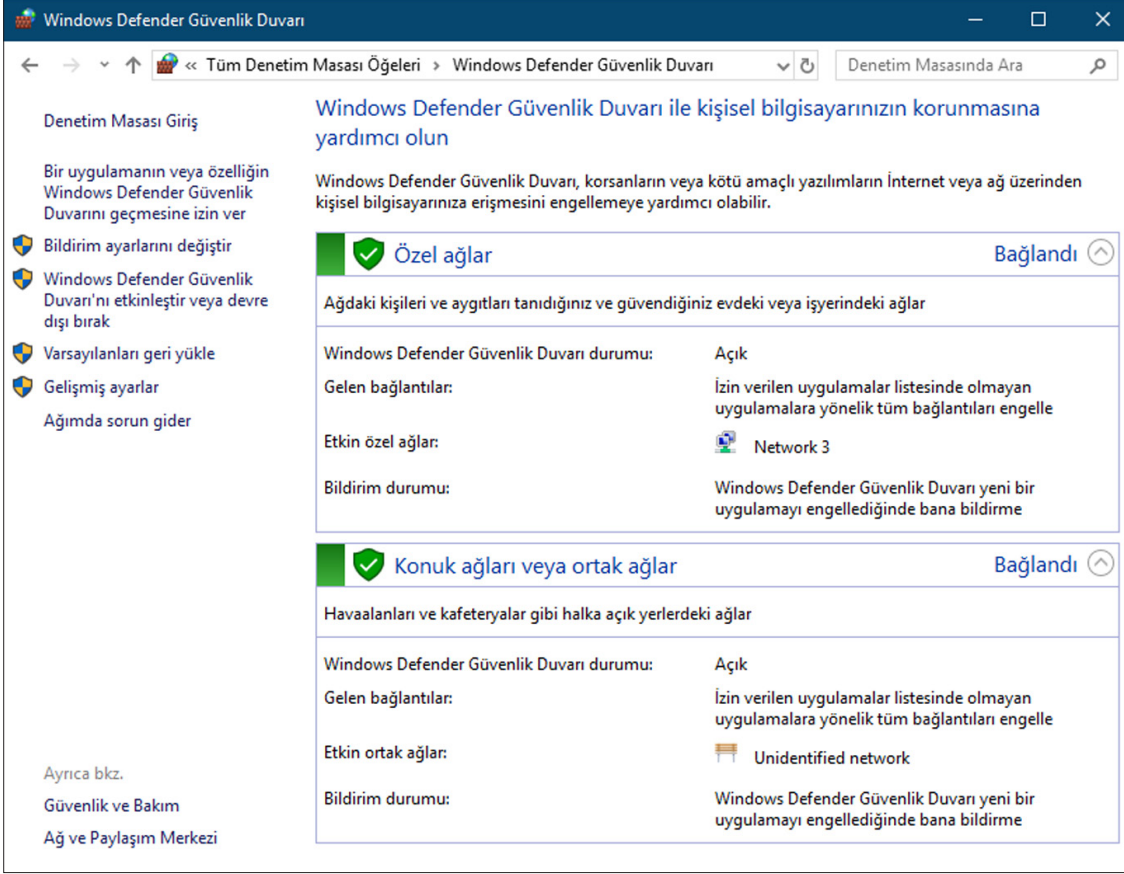 Windows Defender Güvenlik Duvarı
« Tüm Denetim Masası Öğeleri › Windows Defender Güvenlik Duvarı
Denetim Masasında Ara
Denetim Masası Giriş
Bir uygulamanın veya özelliğin
Windows Defender Güvenlik
Duvarını geçmesine izin ver
Bildirim ayarlarını değiştir
Windows Defender Güvenlik
Duvarı'nı etkinleştir veya devre
dışı bırak
Varsayılanları geri yükle
Gelişmiş ayarlar
Ağımda sorun gider
Ayrıca bkz.
Güvenlik ve Bakım
Ağ ve Paylaşım Merkezi
Windows Defender Güvenlik Duvarı ile kişisel bilgisayarınızın korunmasına
yardımcı olun
Windows Defender Güvenlik Duvarı, korsanların veya kötü amaçlı yazılımların İnternet veya ağ üzerinden
kişisel bilgisayarınıza erişmesini engellemeye yardımcı olabilir.
Özel ağlar Bağlandı
Ağdaki kişileri ve aygıtları tanıdığınız ve güvendiğiniz evdeki veya işyerindeki ağlar
Windows Defender Güvenlik Duvarı durumu: Açık
Gelen bağlantılar: İzin verilen uygulamalar listesinde olmayan
uygulamalara yönelik tüm bağlantıları engelle
Etkin özel ağlar: Network 3
Bildirim durumu: Windows Defender Güvenlik Duvarı yeni bir
uygulamayı engellediğinde bana bildirme
Konuk ağları veya ortak ağlar Bağlandı
Havaalanları ve kafeteryalar gibi halka açık yerlerdeki ağlar
Windows Defender Güvenlik Duvarı durumu: Açık
Gelen bağlantılar: İzin verilen uygulamalar listesinde olmayan
uygulamalara yönelik tüm bağlantıları engelle
Etkin ortak ağlar: Unidentified network
Bildirim durumu: Windows Defender Güvenlik Duvarı yeni bir
uygulamayı engellediğinde bana bildirme